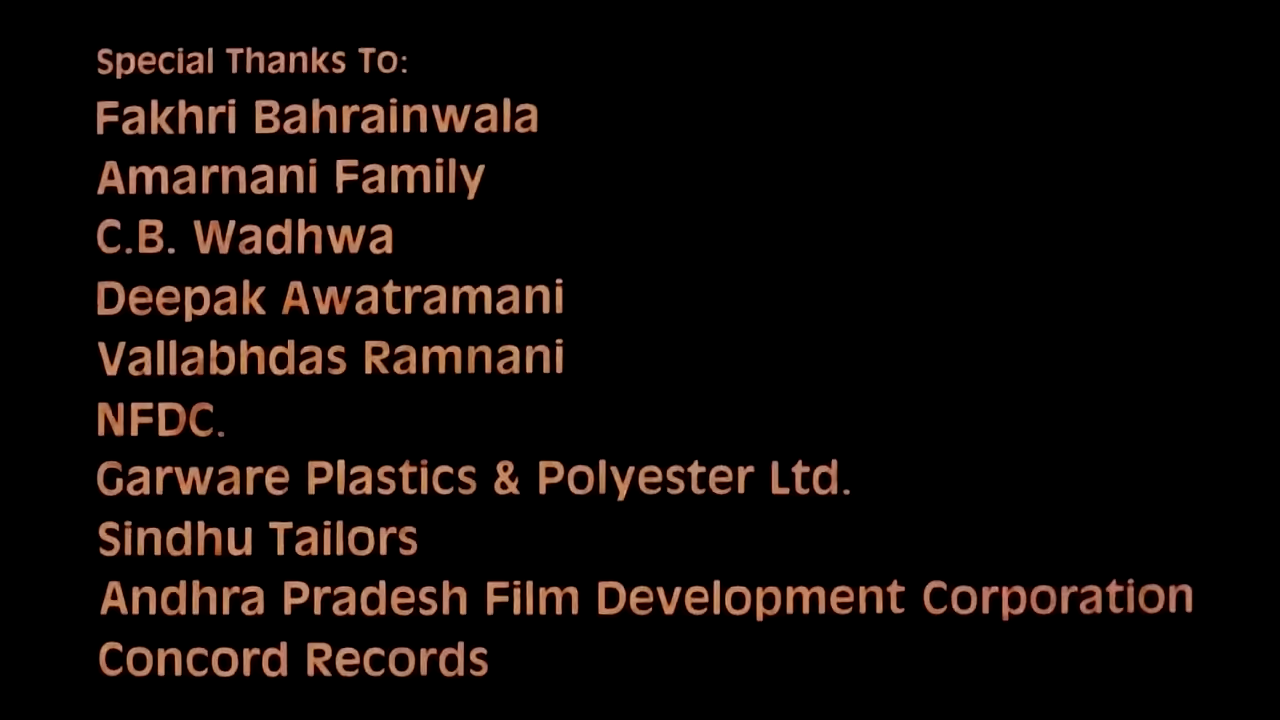 Special Thanks To:
Fakhri Bahrainwala
Amarnani Family
C.B. Wadhwa
Deepak Awatramani
Vallabhdas Ramnani
NFDC.
Garware Plastics & Polyester Ltd.
Sindhu Tailors
Andhra Pradesh Film Development Corporation
Concord Records